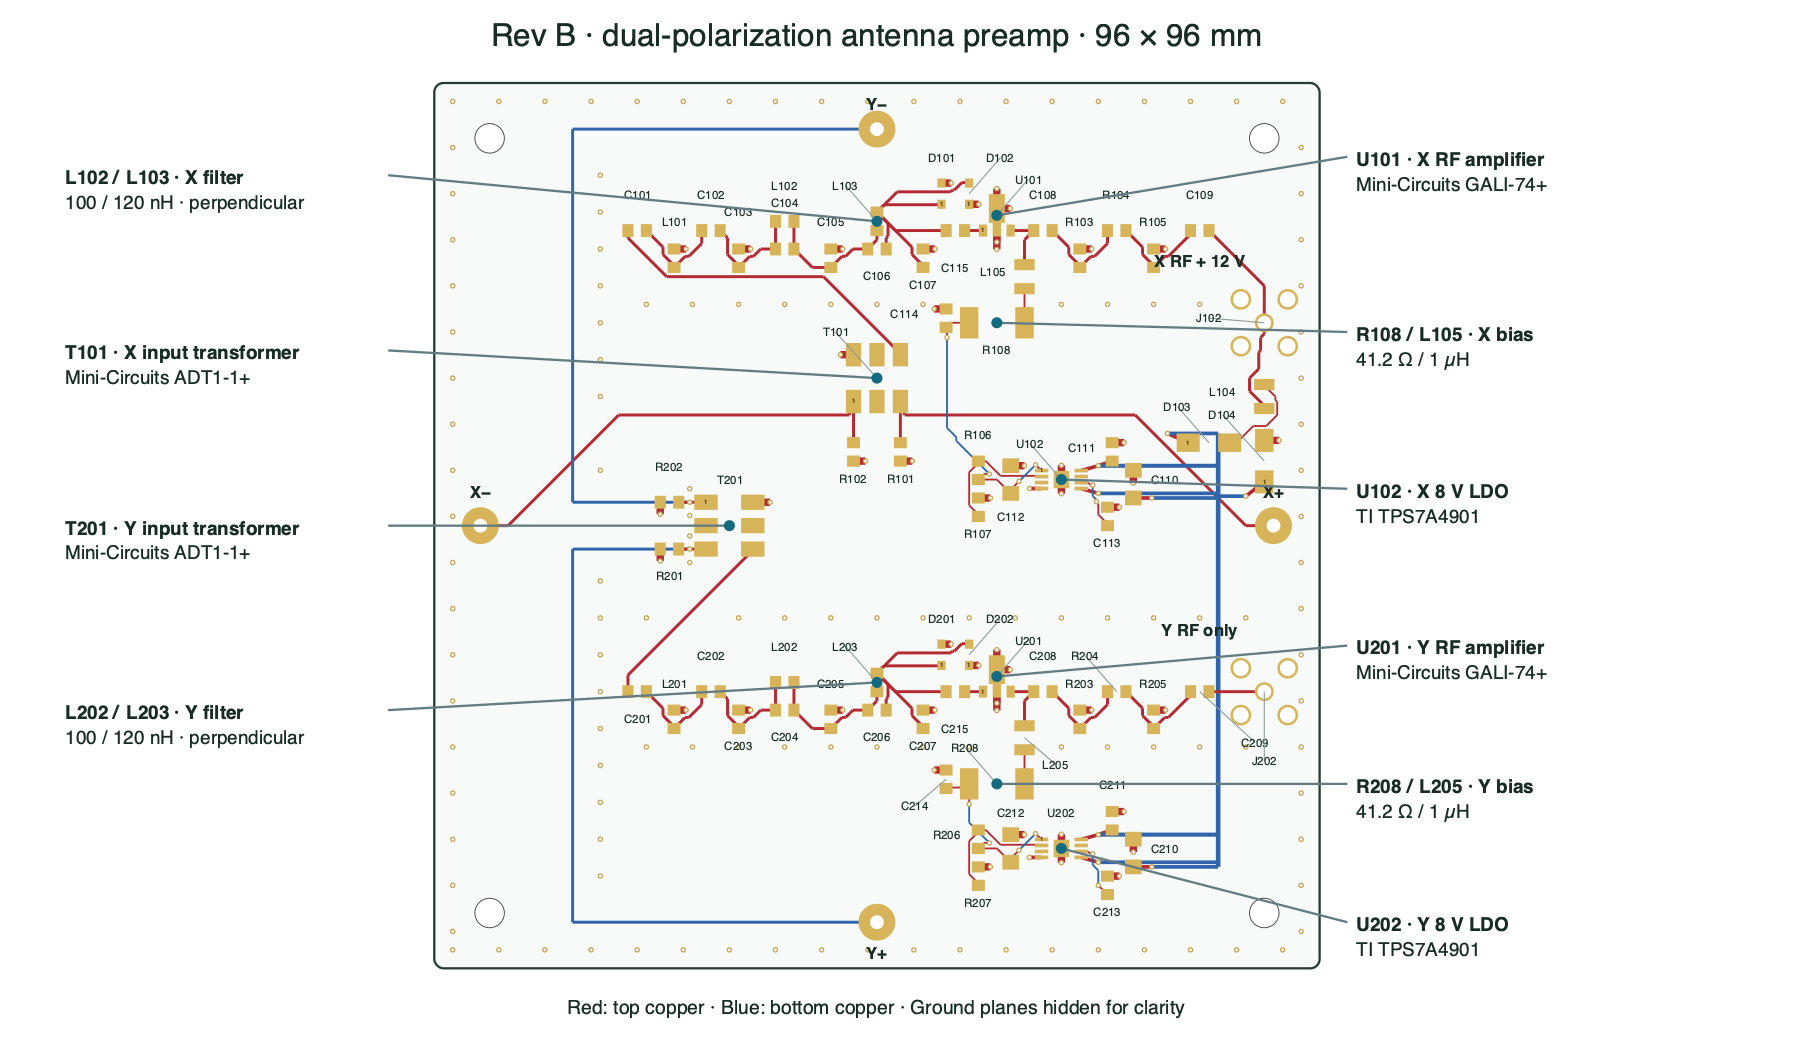 Rev B · dual-polarization antenna preamp · 96 × 96 mm
Y–
L102 / L103 · X filter
100 / 120 nH · perpendicular
T101 · X input transformer
Mini-Circuits ADT1-1+
T201 · Y input transformer
Mini-Circuits ADT1-1+
L202 / L203 · Y filter
100 / 120 nH · perpendicular
D101
D102
U101
C101
C102
L102
C104
L103
C108
R104
C109
L101
C103
C105
R103
R105
X RF + 12 V
C106
C115
L105
C107
C114
J102
T101
R108
L104
D103
D104
R106
U102
C111
R202
T201
R102
R101
C110
X–
X+
C112
R107
C113
R201
D201
D202
Y RF only
U201
C202
L202
L203
C208
R204
L201
C205
R203
R205
C201
C203
C204
C206
C207
C215
R208
C209
J202
L205
C214
C211
C212
U202
R206
C210
R207
C213
Y+
U101 · X RF amplifier
Mini-Circuits GALI-74+
R108 / L105 · X bias
41.2 Ω / 1 µH
U102 · X 8 V LDO
TI TPS7A4901
U201 · Y RF amplifier
Mini-Circuits GALI-74+
R208 / L205 · Y bias
41.2 Ω / 1 µH
U202 · Y 8 V LDO
TI TPS7A4901
Red: top copper · Blue: bottom copper · Ground planes hidden for clarity